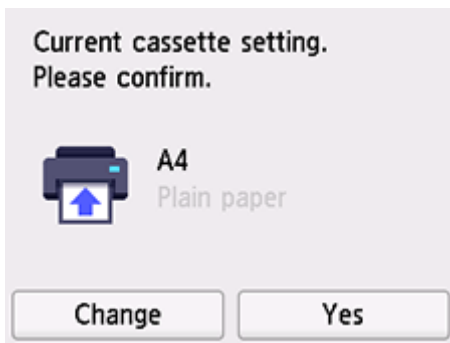 Current cassette setting.
Please confirm.
A4
Plain paper
Change
Yes